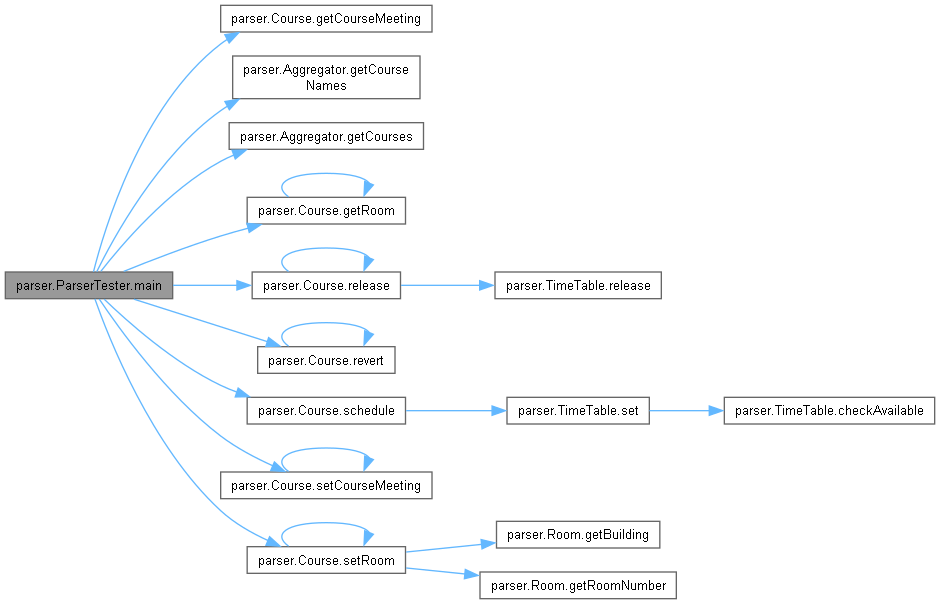 parser.Course.getCourseMeeting
parser.Aggregator.getCourse
Names
parser.Aggregator.getCourses
parser.Course.getRoom
parser.ParserTester.main
parser.Course.release
parser.TimeTable.release
parser.Course.revert
parser.Course.schedule
parser.TimeTable.set
parser.TimeTable.checkAvailable
parser.Course.setCourseMeeting
parser.Course.setRoom
parser.Room.getBuilding
parser.Room.getRoomNumber